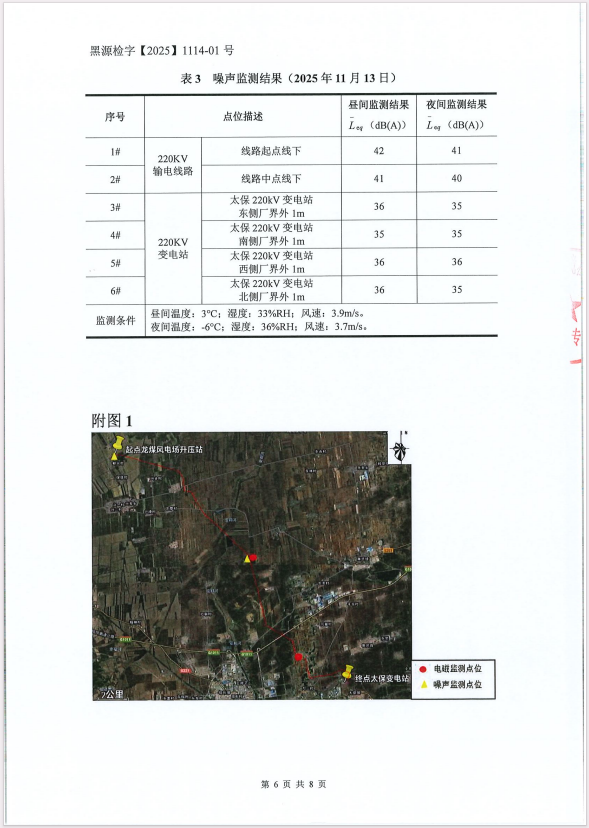 黑源检字【2025】1114-01 号
表 3 噪声监测结果（2025 年 11 月 13 日）
序号 点位描述 昼间监测结果 L̄eq（dB(A)） 夜间监测结果 L̄eq（dB(A)）
1# 220KV 输电线路 线路起点线下 42 41
2# 线路中点线下 41 40
3# 220KV 变电站 太保 220kV 变电站 东侧厂界外 1m 36 35
4# 太保 220kV 变电站 南侧厂界外 1m 35 35
5# 太保 220kV 变电站 西侧厂界外 1m 36 36
6# 太保 220kV 变电站 北侧厂界外 1m 36 35
监测条件 昼间温度：3℃；湿度：33%RH；风速：3.9m/s。
夜间温度：-6℃；湿度：36%RH；风速：3.7m/s。
附图 1
起点龙煤风电场升压站
终点太保变电站
2公里
电磁监测点位
噪声监测点位
第 6 页 共 8 页